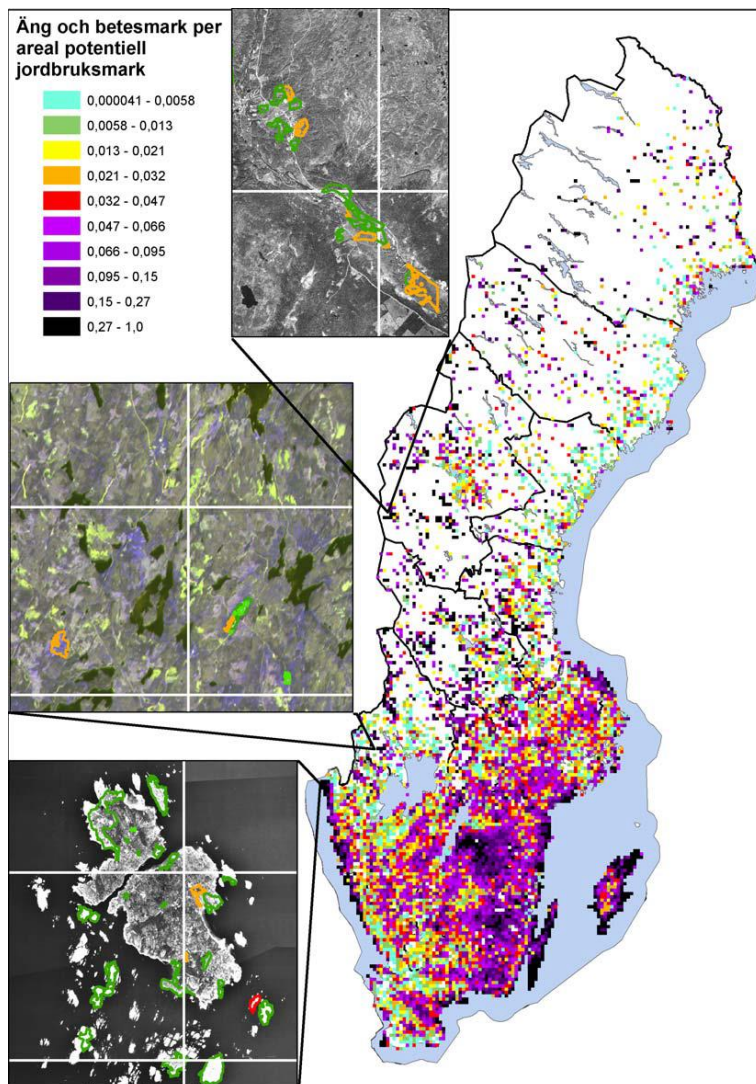 Äng och betesmark per
areal potentiell
jordbruksmark
0,000041 - 0,0058
0,0058 - 0,013
0,013 - 0,021
0,021 - 0,032
0,032 - 0,047
0,047 - 0,066
0,066 - 0,095
0,095 - 0,15
0,15 - 0,27
0,27 - 1,0